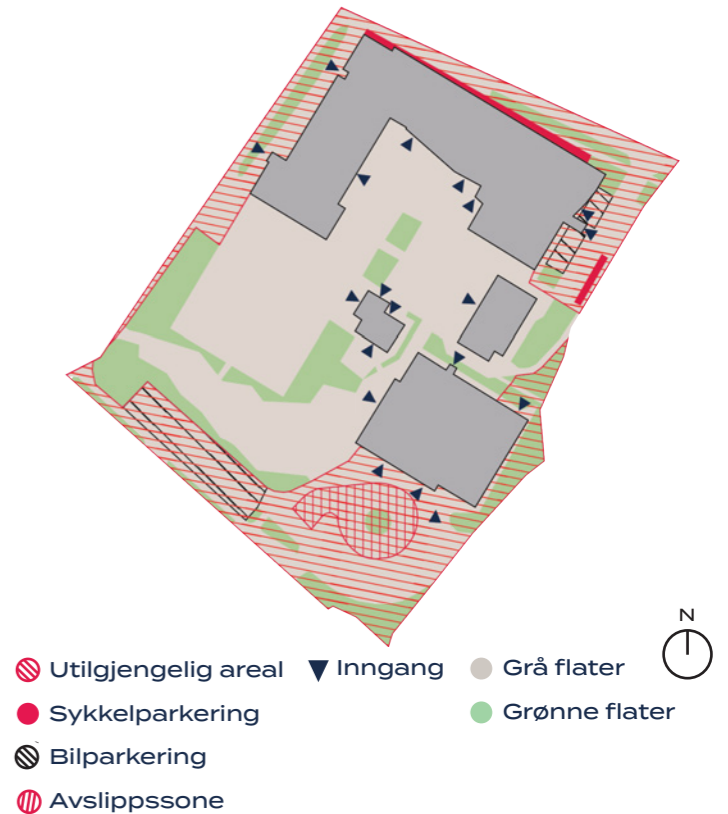 N
Utilgjengelig areal
Inngang
Grå flater
Sykkelparkering
Grønne flater
Bilparkering
Avslippssone